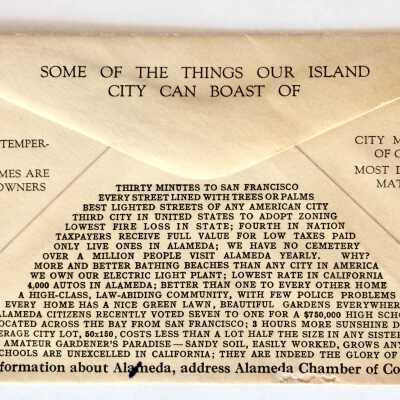 SOME OF THE THINGS OUR ISLAND
CITY CAN BOAST OF
TEMPER-
MES ARE
OWNERS
CITY M
OF C
MOST D
MAT
THIRTY MINUTES TO SAN FRANCISCO
EVERY STREET LINED WITH TREES OR PALMS
BEST LIGHTED STREETS OF ANY AMERICAN CITY
THIRD CITY IN UNITED STATES TO ADOPT ZONING
LOWEST FIRE LOSS IN STATE; FOURTH IN NATION
TAXPAYERS RECEIVE FULL VALUE FOR LOW TAXES PAID
ONLY LIVE ONES IN ALAMEDA; WE HAVE NO CEMETERY
OVER A MILLION PEOPLE VISIT ALAMEDA YEARLY. WHY?
MORE AND BETTER BATHING BEACHES THAN ANY CITY IN AMERICA
WE OWN OUR ELECTRIC LIGHT PLANT; LOWEST RATE IN CALIFORNIA
4,000 AUTOS IN ALAMEDA; BETTER THAN ONE TO EVERY OTHER HOME
A HIGH-CLASS, LAW-ABIDING COMMUNITY, WITH FEW POLICE PROBLEMS
EVERY HOME HAS A NICE GREEN LAWN, BEAUTIFUL GARDENS EVERYWHERE
ALAMEDA CITIZENS RECENTLY VOTED SEVEN TO ONE FOR A $750,000 HIGH SCHO
LOCATED ACROSS THE BAY FROM SAN FRANCISCO; 3 HOURS MORE SUNSHINE D
ERAGE CITY LOT, 50x150, COSTS LESS THAN A LOT HALF THE SIZE IN ANY SISTER
AMATEUR GARDENER'S PARADISE—SANDY SOIL, EASILY WORKED, GROWS ANY
SCHOOLS ARE UNEXCELLED IN CALIFORNIA; THEY ARE INDEED THE GLORY OF
information about Alameda, address Alameda Chamber of Co